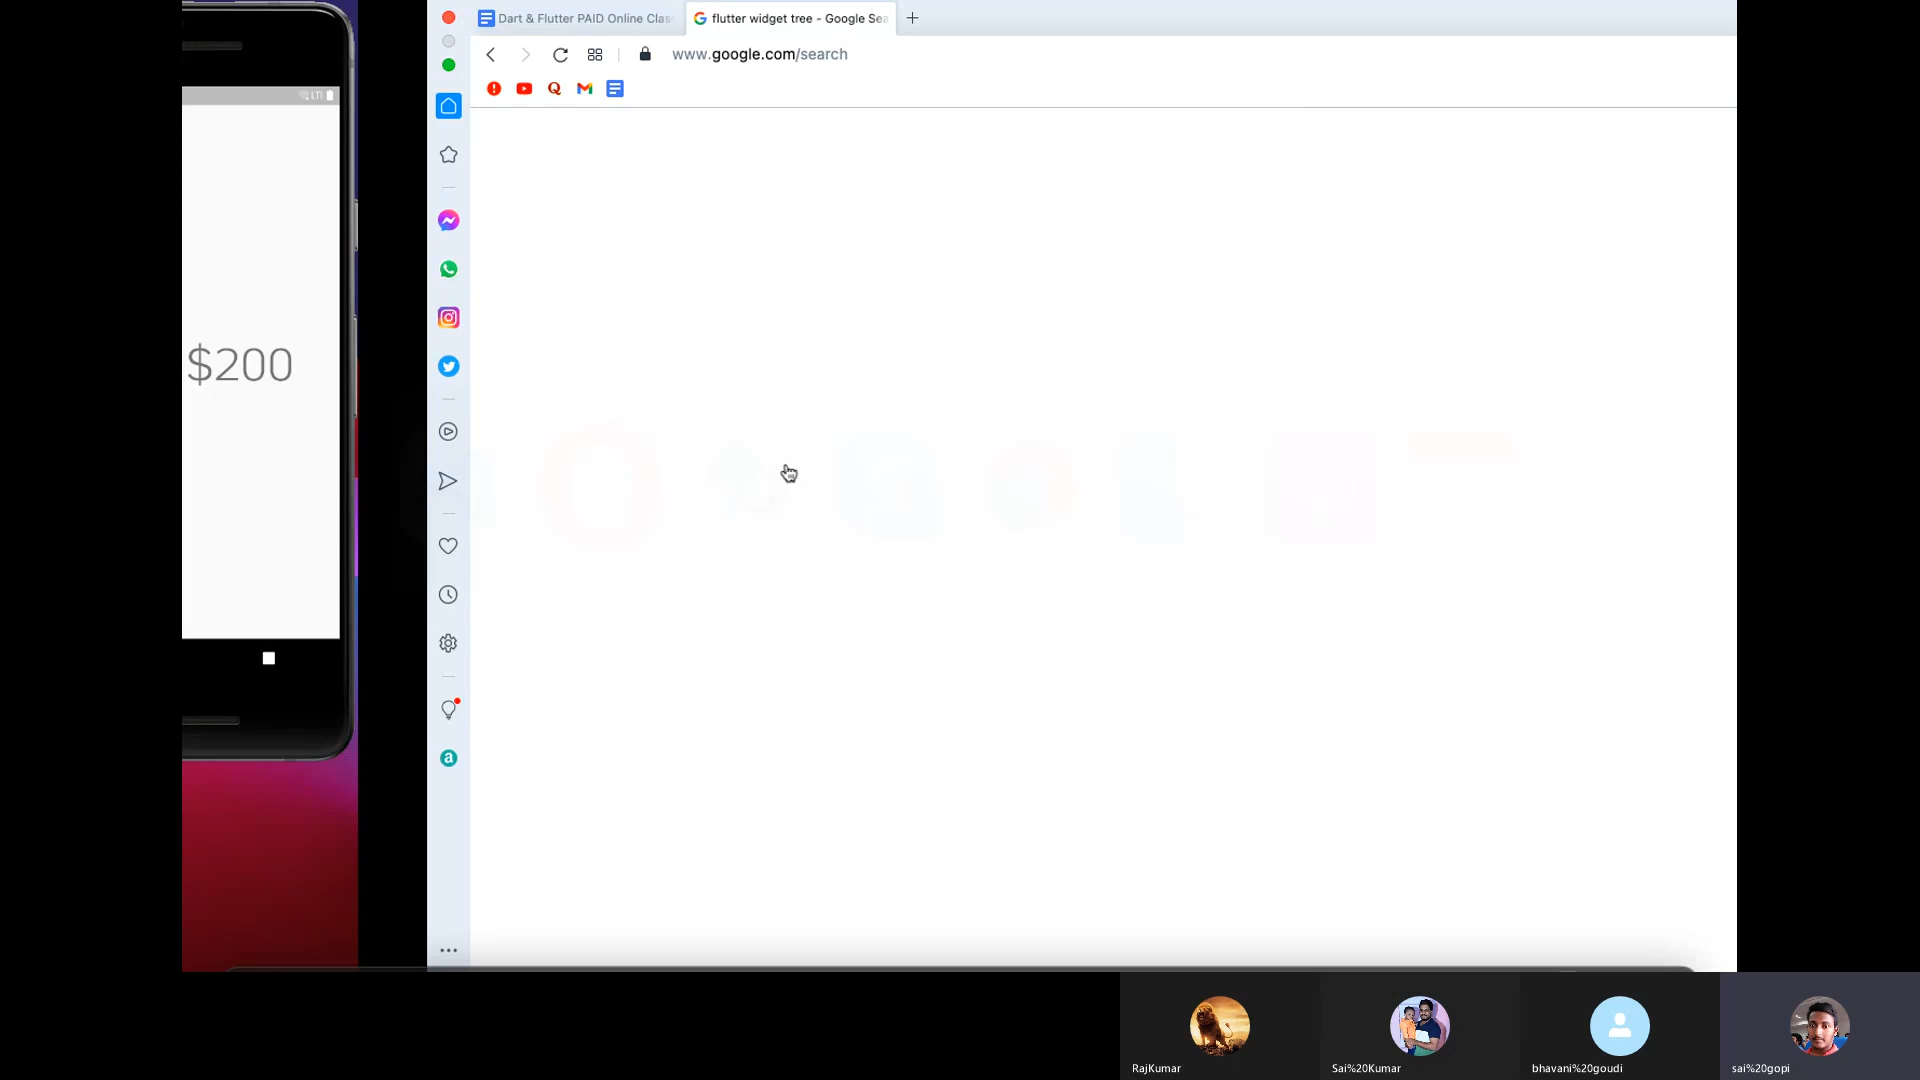 Dart & Flutter PAID Online Clas
flutter widget tree - Google Sea
www.google.com/search
LTE
$200
RajKumar
Sai%20Kumar
bhavani%20goudi
sai%20gopi